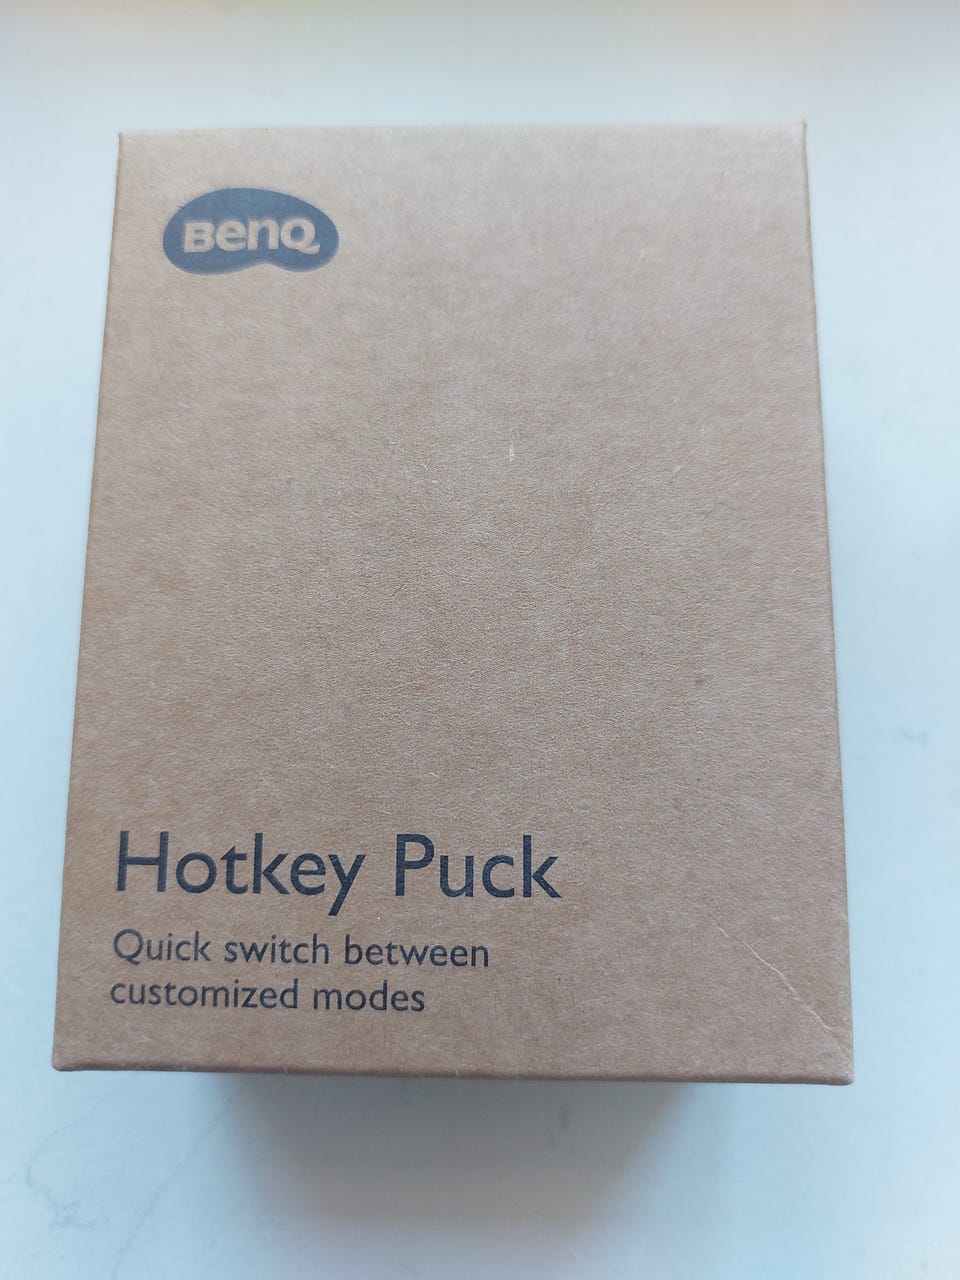 BenQ
Hotkey Puck
Quick switch between
customized modes